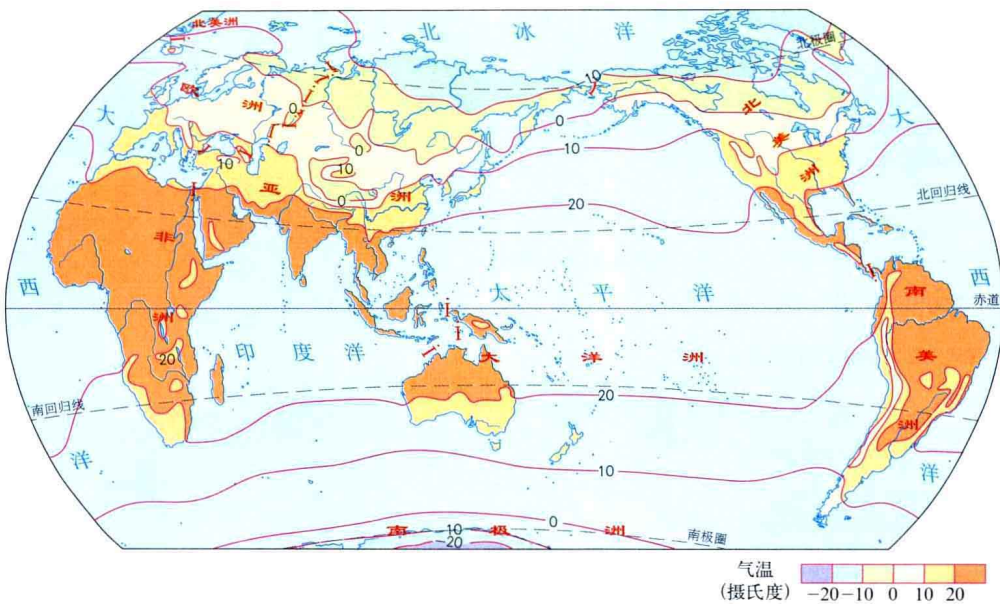 北美洲
北冰洋
北极圈
大
欧
洲
10
0
0
北
大
0
10
10
美
亚
洲
洲
0
20
北回归线
非
西
太平洋
南
西
赤道
洲
印度洋
大洋洲
美
20
南回归线
20
洲
洋
10
洋
0
南极洲
10
南极圈
20
气温
(摄氏度)
−20 −10 0 10 20